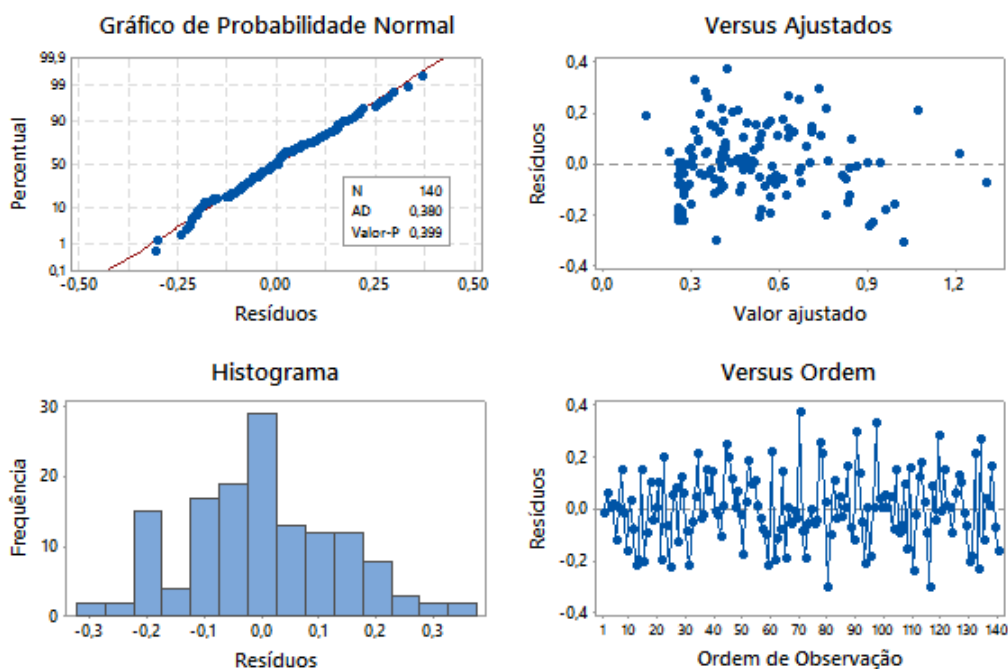 Gráfico de Probabilidade Normal
99,9
99
90
50
10
1
0,1
Percentual
N 140
AD 0,380
Valor-P 0,399
-0,50 -0,25 0,00 0,25 0,50
Resíduos
Versus Ajustados
0,4
0,2
0,0
-0,2
-0,4
Resíduos
0,0 0,3 0,6 0,9 1,2
Valor ajustado
Histograma
30
20
10
0
Frequência
-0,3 -0,2 -0,1 0,0 0,1 0,2 0,3
Resíduos
Versus Ordem
0,4
0,2
0,0
-0,2
-0,4
Resíduos
1 10 20 30 40 50 60 70 80 90 100 110 120 130 140
Ordem de Observação